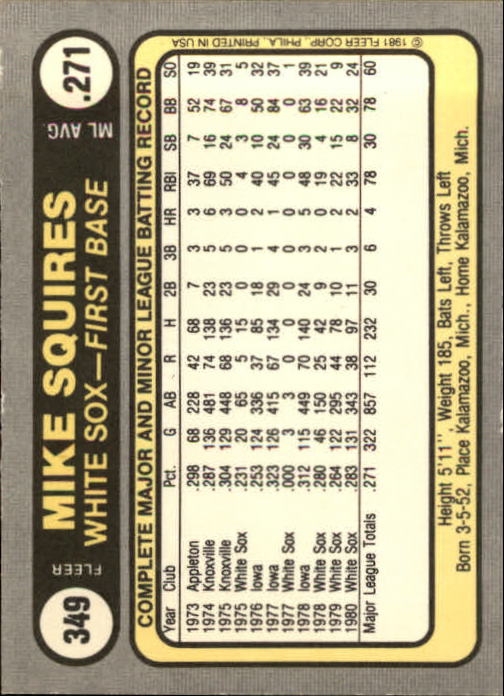 349 FLEER MIKE SQUIRES ML AVG. .271
WHITE SOX—FIRST BASE
COMPLETE MAJOR AND MINOR LEAGUE BATTING RECORD
Year Club Pct. G AB R H 2B 3B HR RBI SB BB SO
1973 Appleton .298 68 228 42 68 7 3 3 37 7 52 19
1974 Knoxville .287 136 481 74 138 23 5 6 69 16 74 39
1975 Knoxville .304 129 448 68 136 23 5 3 50 24 67 31
1975 White Sox .231 20 65 5 15 0 0 0 4 3 8 5
1976 Iowa .253 124 336 37 85 18 1 2 40 10 50 32
1977 Iowa .323 126 415 67 134 29 4 1 45 24 84 37
1977 White Sox .000 3 3 0 0 0 0 0 0 0 0 1
1978 Iowa .312 115 449 70 140 24 3 5 48 30 63 39
1978 White Sox .280 46 150 25 42 9 2 0 19 4 16 21
1979 White Sox .264 122 295 44 78 10 1 2 22 15 22 9
1980 White Sox .283 131 343 38 97 11 3 2 33 8 32 24
Major League Totals .271 322 857 112 232 30 6 4 78 30 78 60
Height 5'11", Weight 185, Bats Left, Throws Left
Born 3-5-52, Place Kalamazoo, Mich., Home Kalamazoo, Mich.
© 1981 FLEER CORP., PHILA., PRINTED IN USA